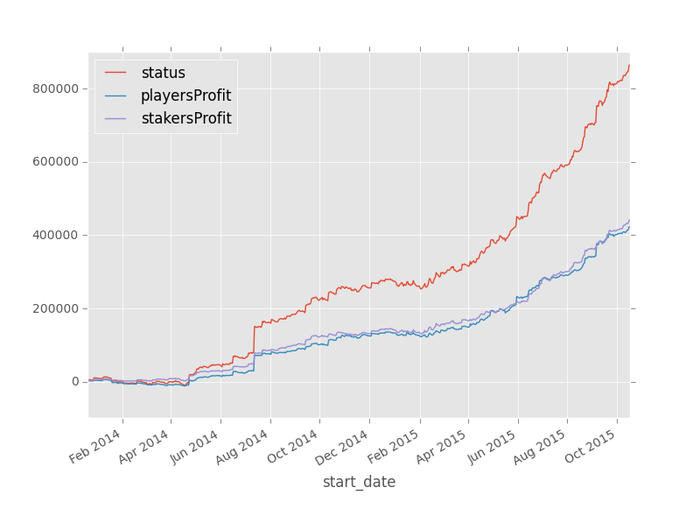 status
playersProfit
stakersProfit
800000
600000
400000
200000
0
Feb 2014
Apr 2014
Jun 2014
Aug 2014
Oct 2014
Dec 2014
Feb 2015
Apr 2015
Jun 2015
Aug 2015
Oct 2015
start_date